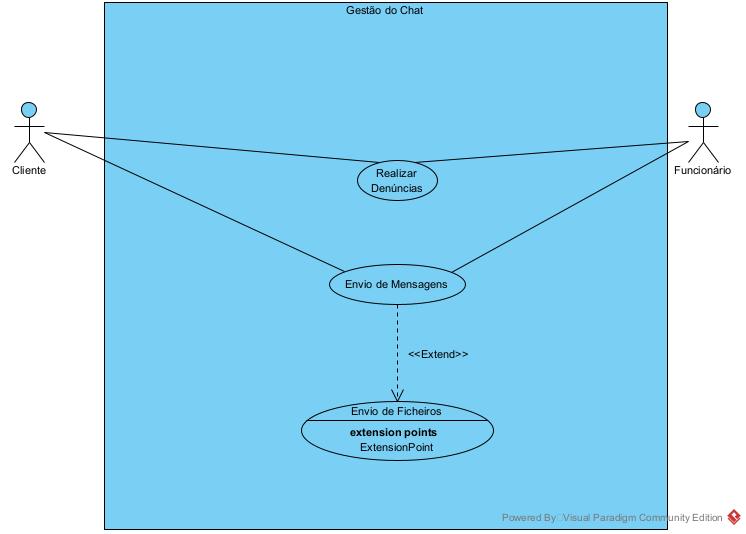 Gestão do Chat
Cliente
Funcionário
Realizar
Denúncias
Envio de Mensagens
<<Extend>>
Envio de Ficheiros
extension points
ExtensionPoint
Powered By Visual Paradigm Community Edition